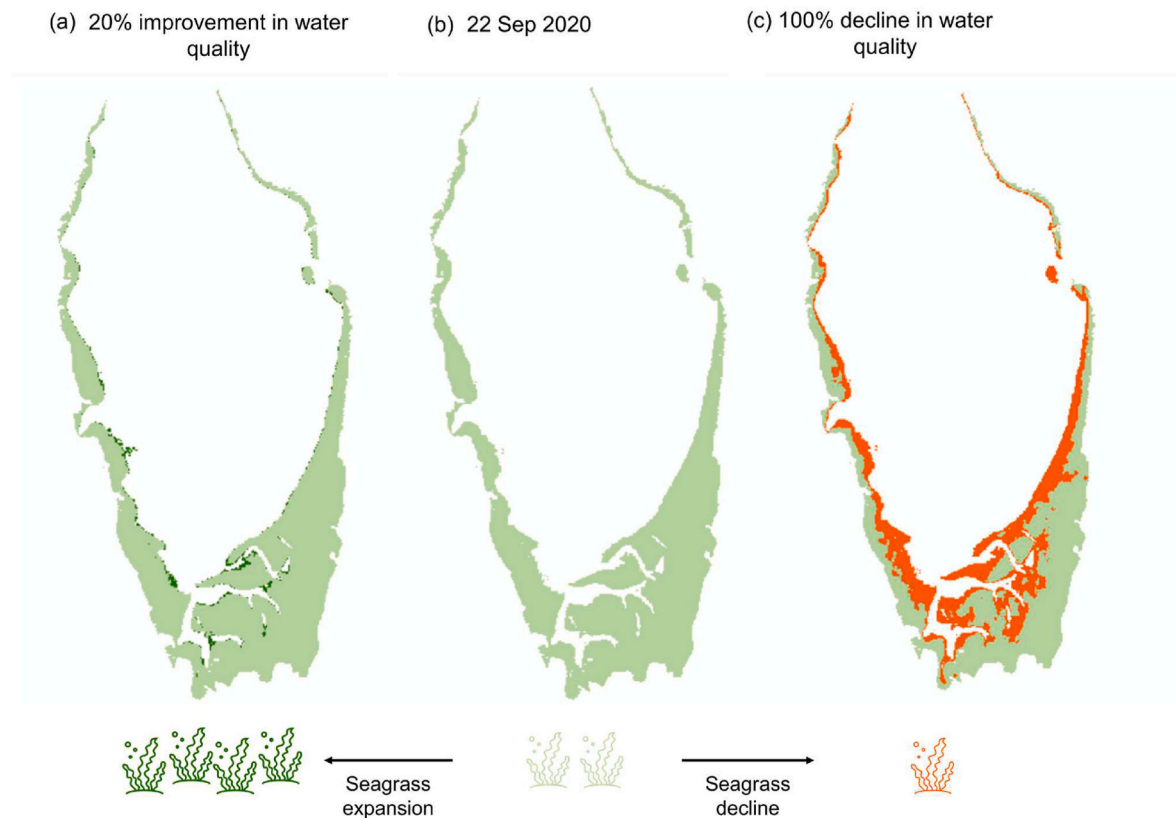 (a) 20% improvement in water
quality
(b) 22 Sep 2020
(c) 100% decline in water
quality
Seagrass
expansion
Seagrass
decline